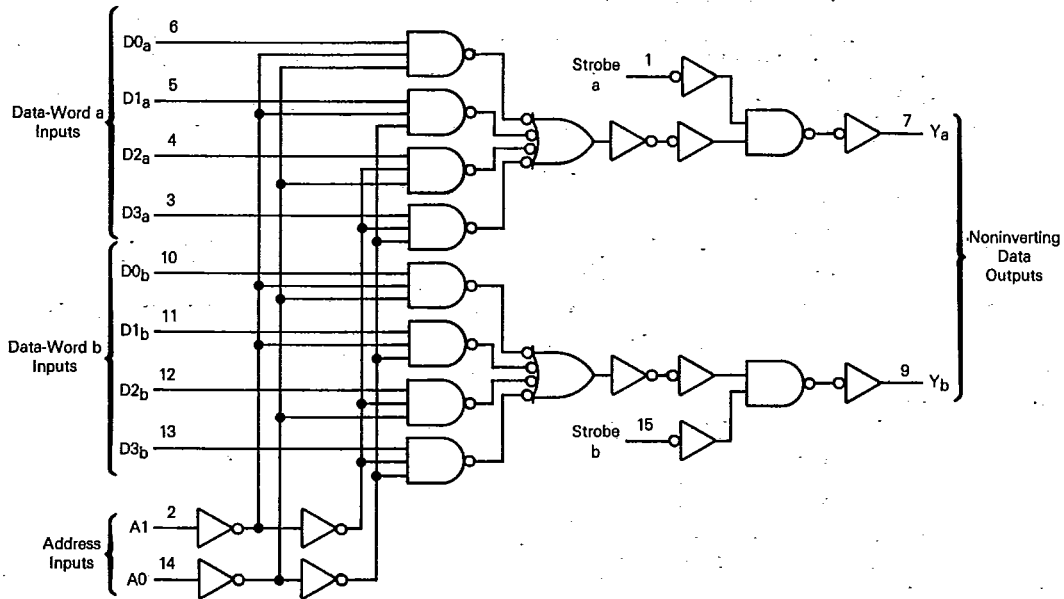 Data-Word a
Inputs
D0a
6
D1a
5
D2a
4
D3a
3
Data-Word b
Inputs
D0b
10
D1b
11
D2b
12
D3b
13
Address
Inputs
A1
2
A0
14
Strobe
a
1
7
Ya
Strobe
b
15
9
Yb
Noninverting
Data
Outputs